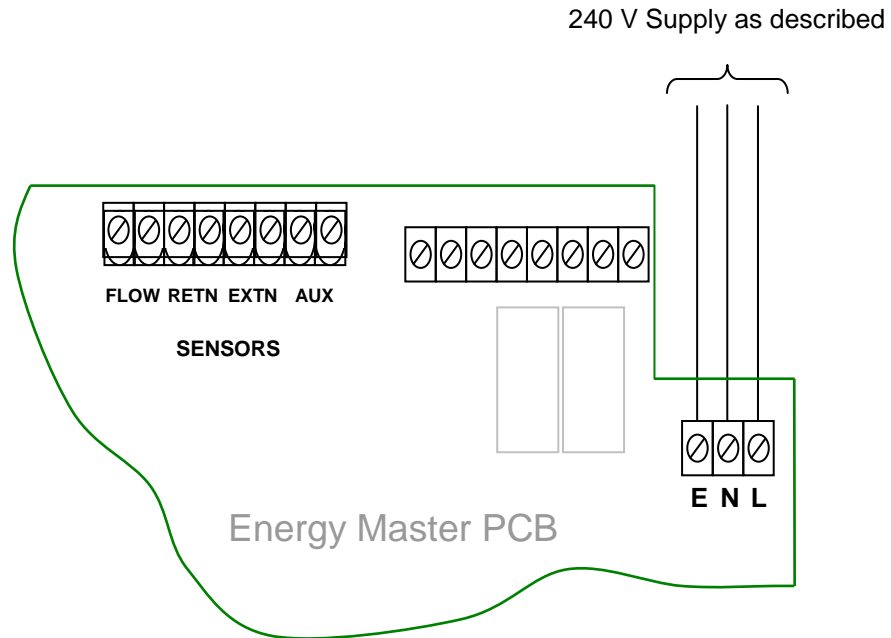 240 V Supply as described
FLOW RETN EXTN AUX
SENSORS
E N L
Energy Master PCB